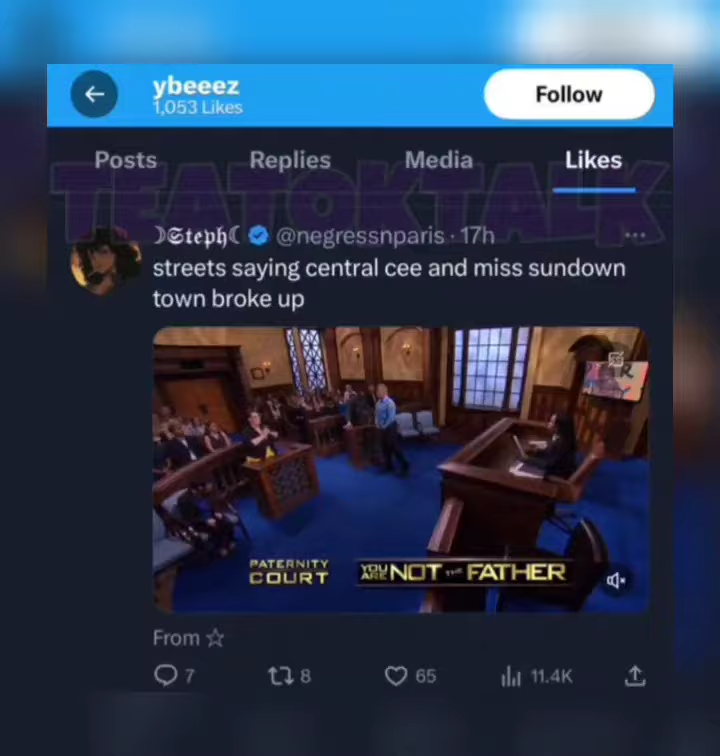 ybeeez
1,053 Likes
Follow
Posts
Replies
Media
Likes
TEATOKTALK
☽𝕾𝖙𝖊𝖕𝖍☾ @negressnparis · 17h
streets saying central cee and miss sundown
town broke up
PATERNITY
COURT
YOU ARE NOT THE FATHER
From ☆
7
8
65
11.4K